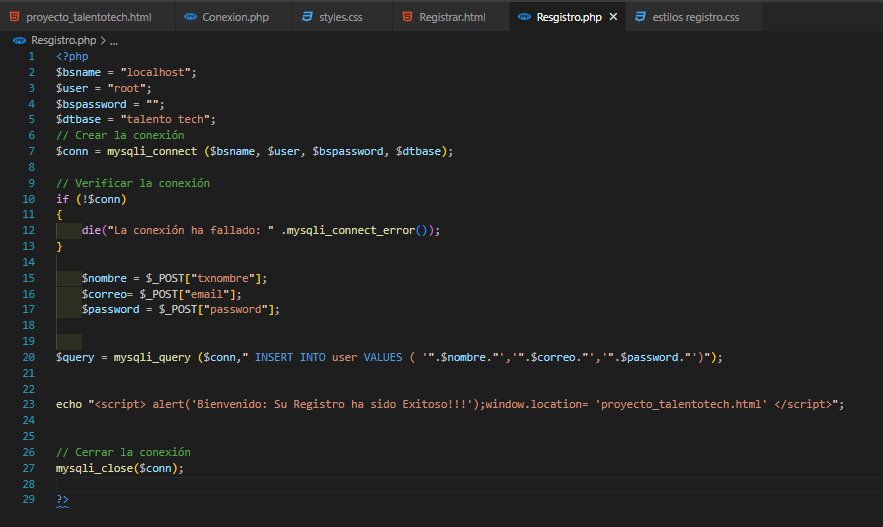 proyecto_talentotech.html Conexion.php styles.css Registrar.html Resgistro.php × estilos registro.css
Resgistro.php > ...
1 <?php
2 $bsname = "localhost";
3 $user = "root";
4 $bspassword = "";
5 $dtbase = "talento tech";
6 // Crear la conexión
7 $conn = mysqli_connect ($bsname, $user, $bspassword, $dtbase);
8
9 // Verificar la conexión
10 if (!$conn)
11 {
12 die("La conexión ha fallado: " .mysqli_connect_error());
13 }
14
15 $nombre = $_POST["txnombre"];
16 $correo= $_POST["email"];
17 $password = $_POST["password"];
18
19
20 $query = mysqli_query ($conn," INSERT INTO user VALUES ( '".$nombre."','".$correo."','".$password."')");
21
22
23 echo "<script> alert('Bienvenido: Su Registro ha sido Exitoso!!!');window.location= 'proyecto_talentotech.html' </script>";
24
25
26 // Cerrar la conexión
27 mysqli_close($conn);
28
29 ?>